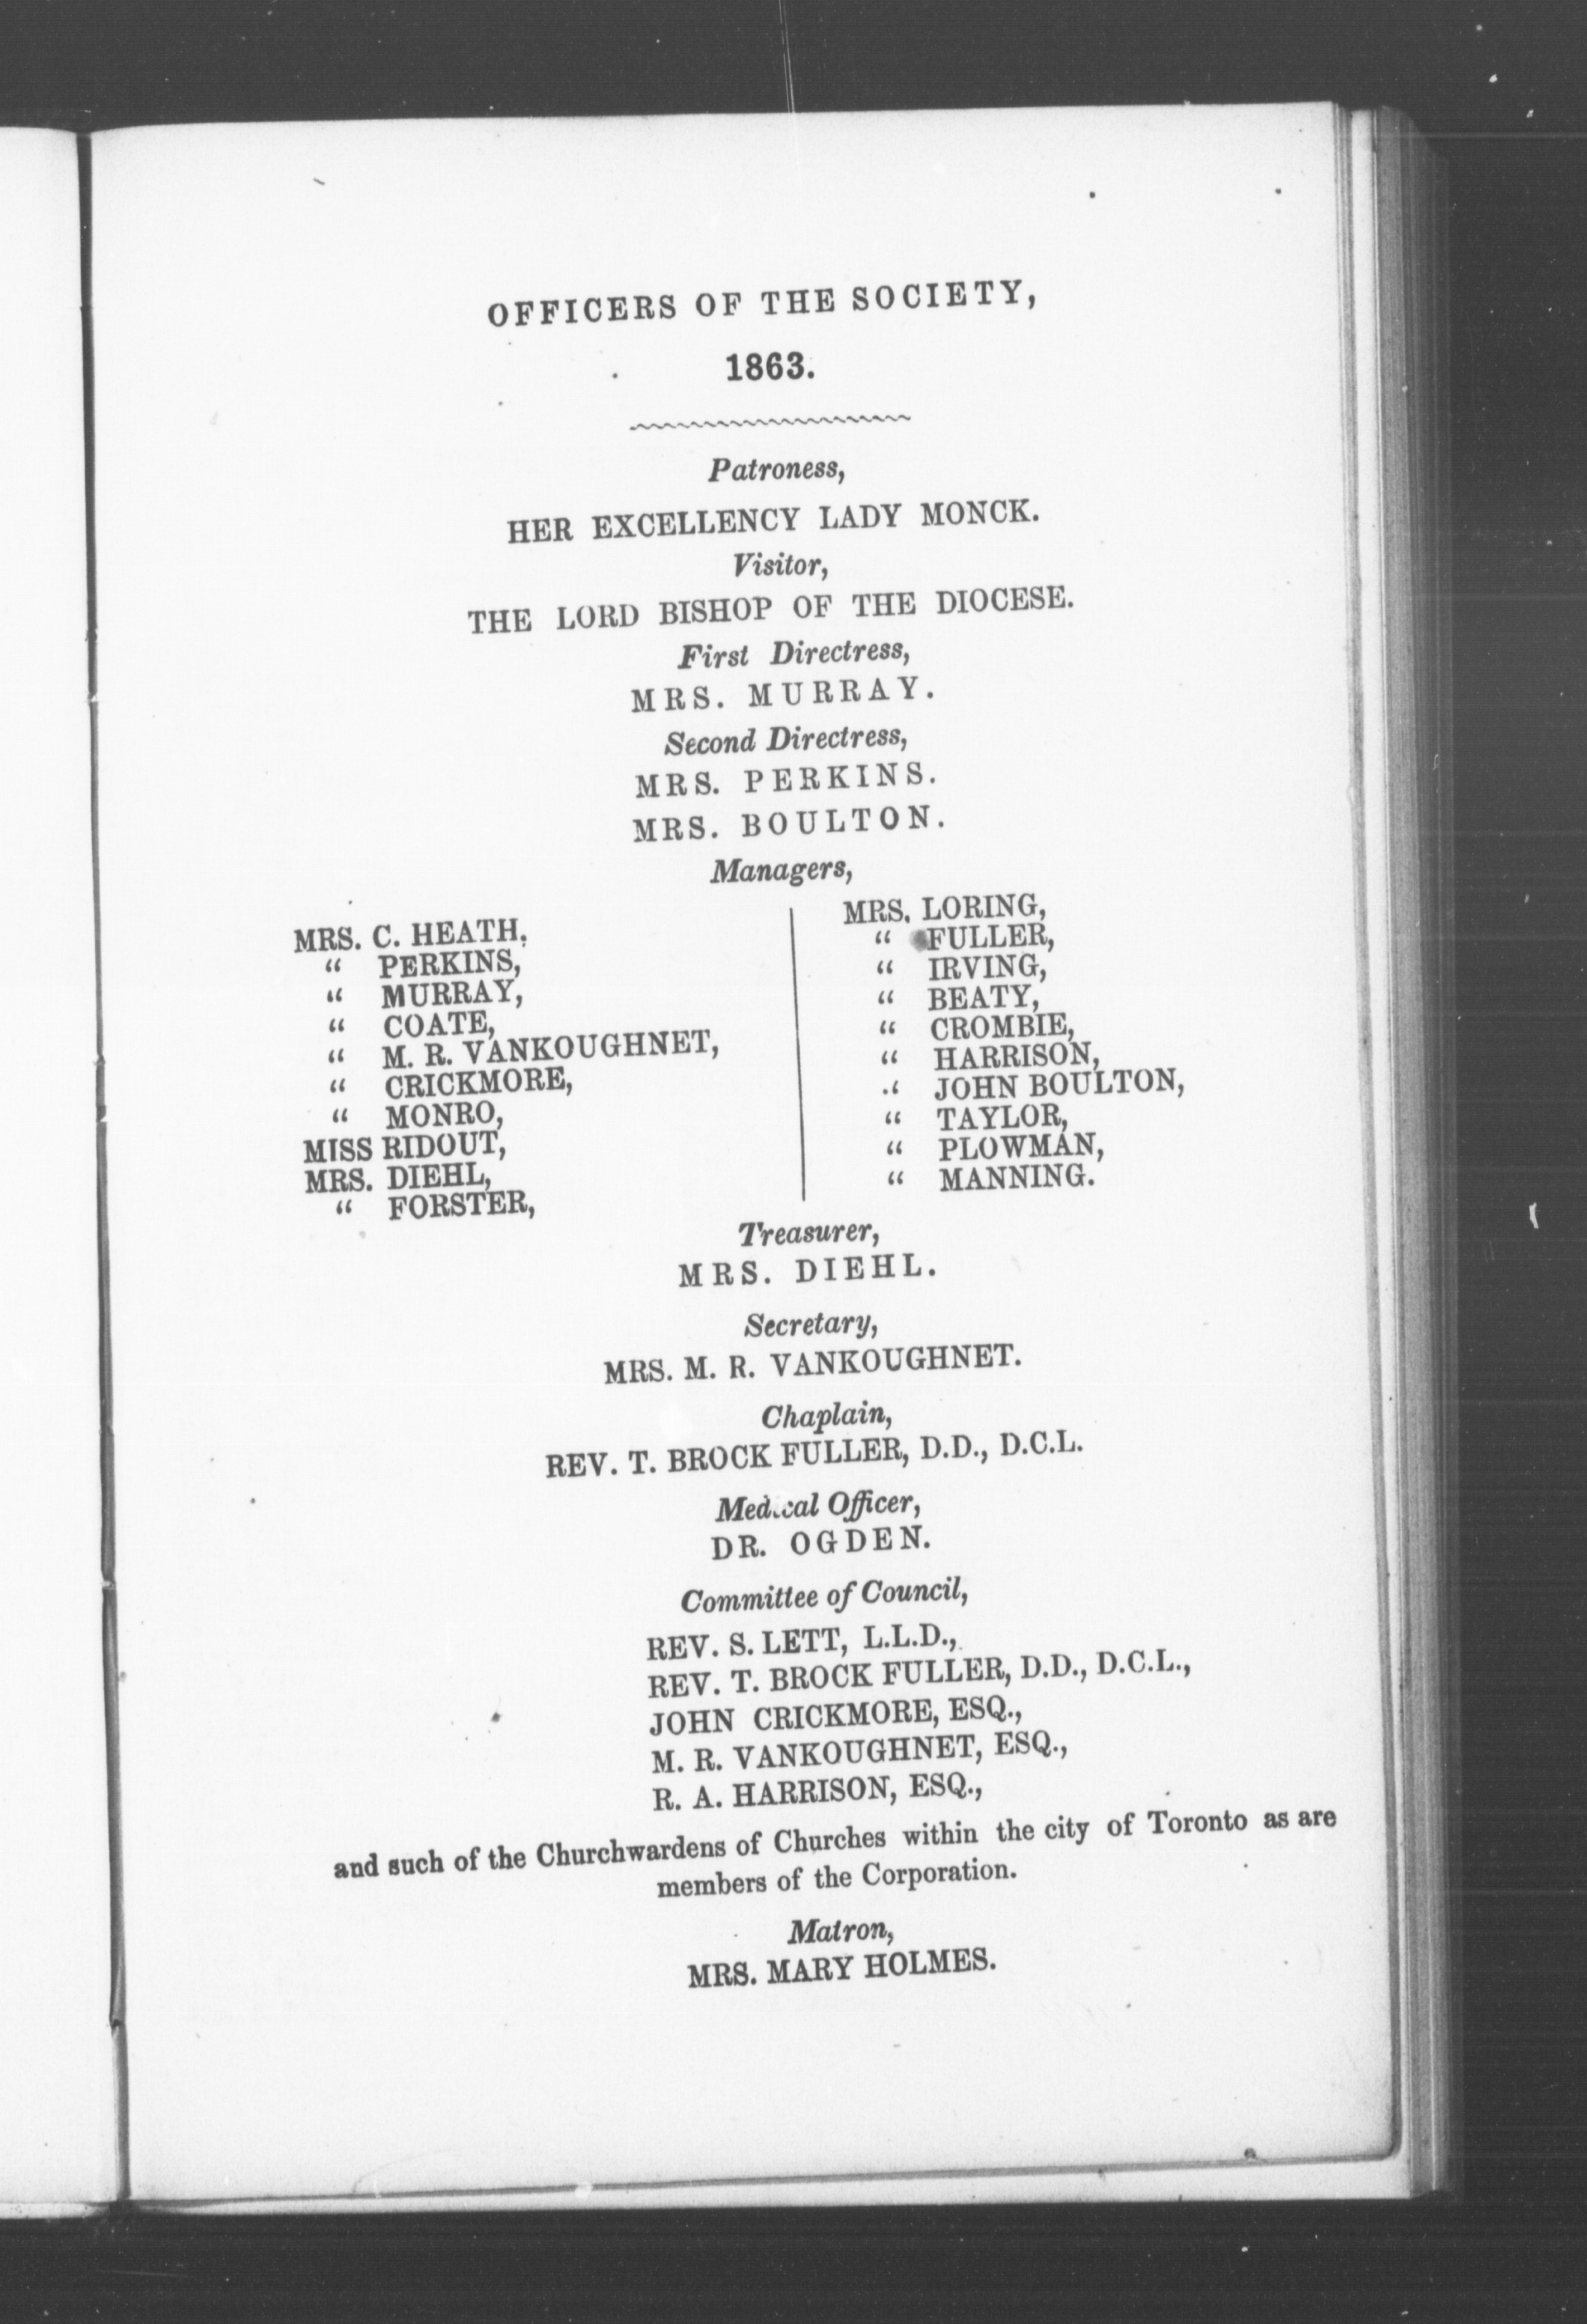 OFFICERS OF THE SOCIETY,
1863.
Patroness,
HER EXCELLENCY LADY MONCK.
Visitor,
THE LORD BISHOP OF THE DIOCESE.
First Directress,
MRS. MURRAY.
Second Directress,
MRS. PERKINS.
MRS. BOULTON.
Managers,
MRS. C. HEATH,
“ PERKINS,
“ MURRAY,
“ COATE,
“ M. R. VANKOUGHNET,
“ CRICKMORE,
“ MONRO,
MISS RIDOUT,
MRS. DIEHL,
“ FORSTER,
MRS. LORING,
“ FULLER,
“ IRVING,
“ BEATY,
“ CROMBIE,
“ HARRISON,
“ JOHN BOULTON,
“ TAYLOR,
“ PLOWMAN,
“ MANNING.
Treasurer,
MRS. DIEHL.
Secretary,
MRS. M. R. VANKOUGHNET.
Chaplain,
REV. T. BROCK FULLER, D.D., D.C.L.
Medical Officer,
DR. OGDEN.
Committee of Council,
REV. S. LETT, L.L.D.,
REV. T. BROCK FULLER, D.D., D.C.L.,
JOHN CRICKMORE, ESQ.,
M. R. VANKOUGHNET, ESQ.,
R. A. HARRISON, ESQ.,
and such of the Churchwardens of Churches within the city of Toronto as are
members of the Corporation.
Matron,
MRS. MARY HOLMES.